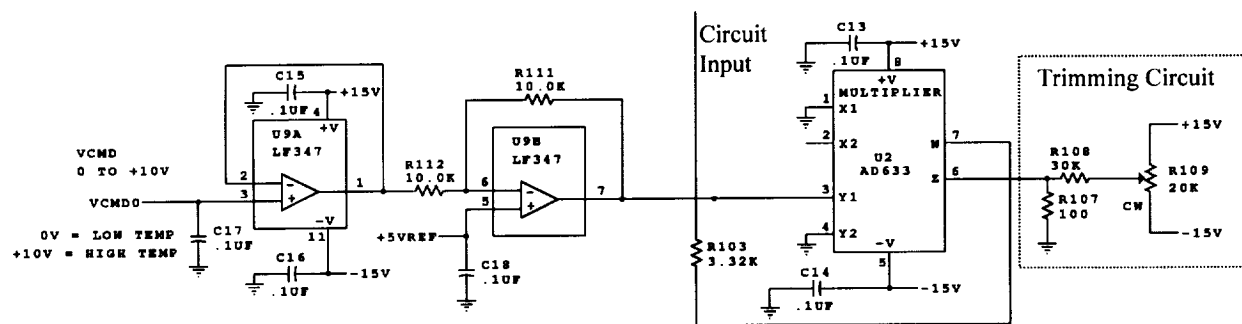 VCMD
0 TO +10V
VCMD0
0V = LOW TEMP
+10V = HIGH TEMP
C17
.1UF
C15
.1UF
+15V
4
+V
U9A
LF347
2
-
3
+
1
-V
11
C16
.1UF
-15V
R112
10.0K
R111
10.0K
U9B
LF347
6
-
5
+
7
+5VREF
C18
.1UF
Circuit
Input
R103
3.32K
C13
.1UF
+15V
8
+V
MULTIPLIER
1
X1
2
X2
U2
AD633
7
W
6
Z
3
Y1
4
Y2
-V
5
C14
.1UF
-15V
Trimming Circuit
R108
30K
R107
100
+15V
R109
20K
CW
-15V